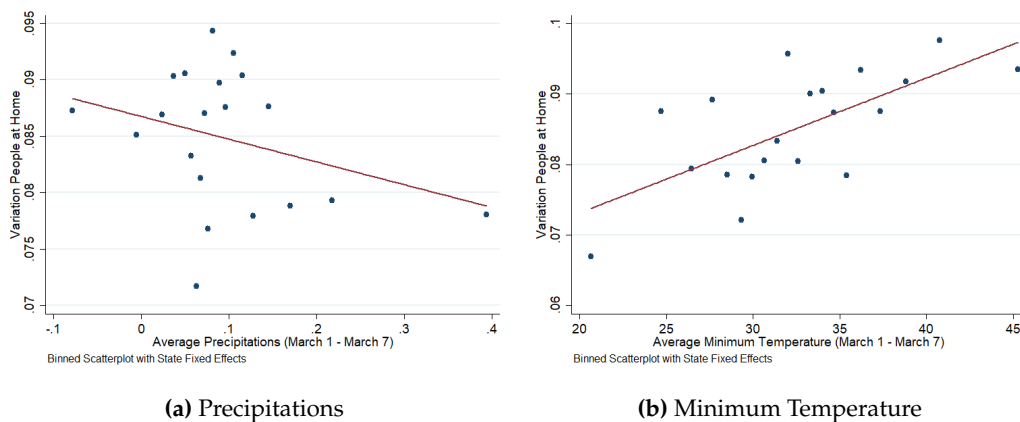 .095
.09
.085
.08
.075
.07
Variation People at Home
-.1 0 .1 .2 .3 .4
Average Precipitations (March 1 - March 7)
Binned Scatterplot with State Fixed Effects
(a) Precipitations
.1
.09
.08
.07
.06
Variation People at Home
20 25 30 35 40 45
Average Minimum Temperature (March 1 - March 7)
Binned Scatterplot with State Fixed Effects
(b) Minimum Temperature